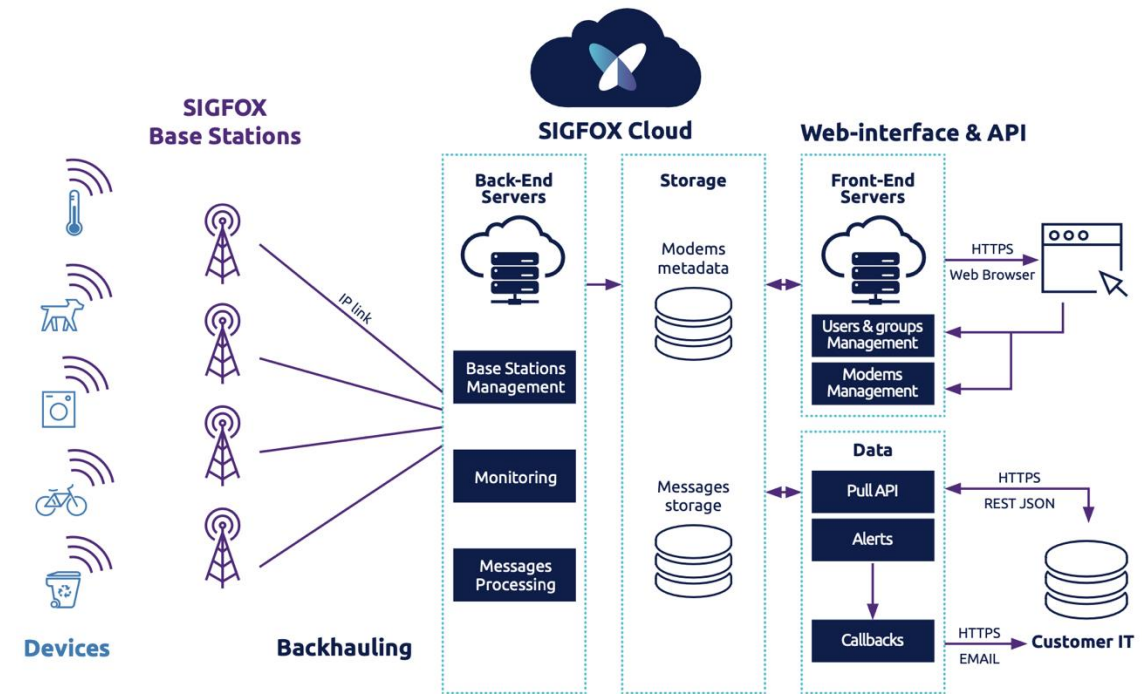 SIGFOX
Base Stations
SIGFOX Cloud
Web-interface & API
Back-End
Servers
Storage
Front-End
Servers
Modems
metadata
HTTPS
Web Browser
IP link
Users & groups
Management
Base Stations
Management
Modems
Management
Data
Monitoring
Messages
storage
Pull API
HTTPS
REST JSON
Alerts
Messages
Processing
Callbacks
HTTPS
EMAIL
Customer IT
Devices
Backhauling